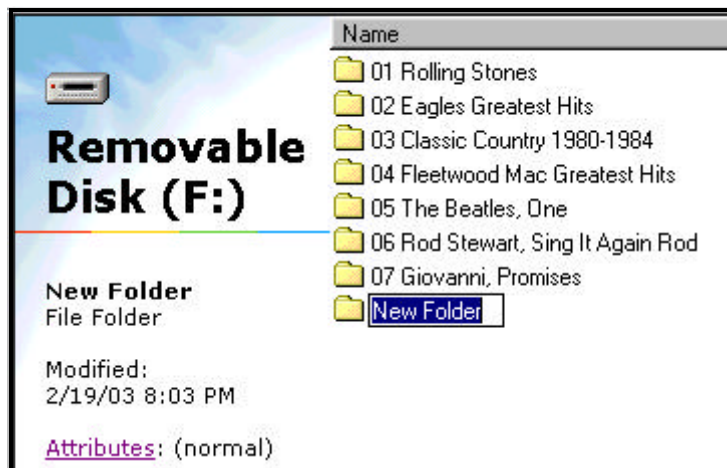 Removable
Disk (F:)
New Folder
File Folder
Modified:
2/19/03 8:03 PM
Attributes: (normal)
Name
01 Rolling Stones
02 Eagles Greatest Hits
03 Classic Country 1980-1984
04 Fleetwood Mac Greatest Hits
05 The Beatles, One
06 Rod Stewart, Sing It Again Rod
07 Giovanni, Promises
New Folder